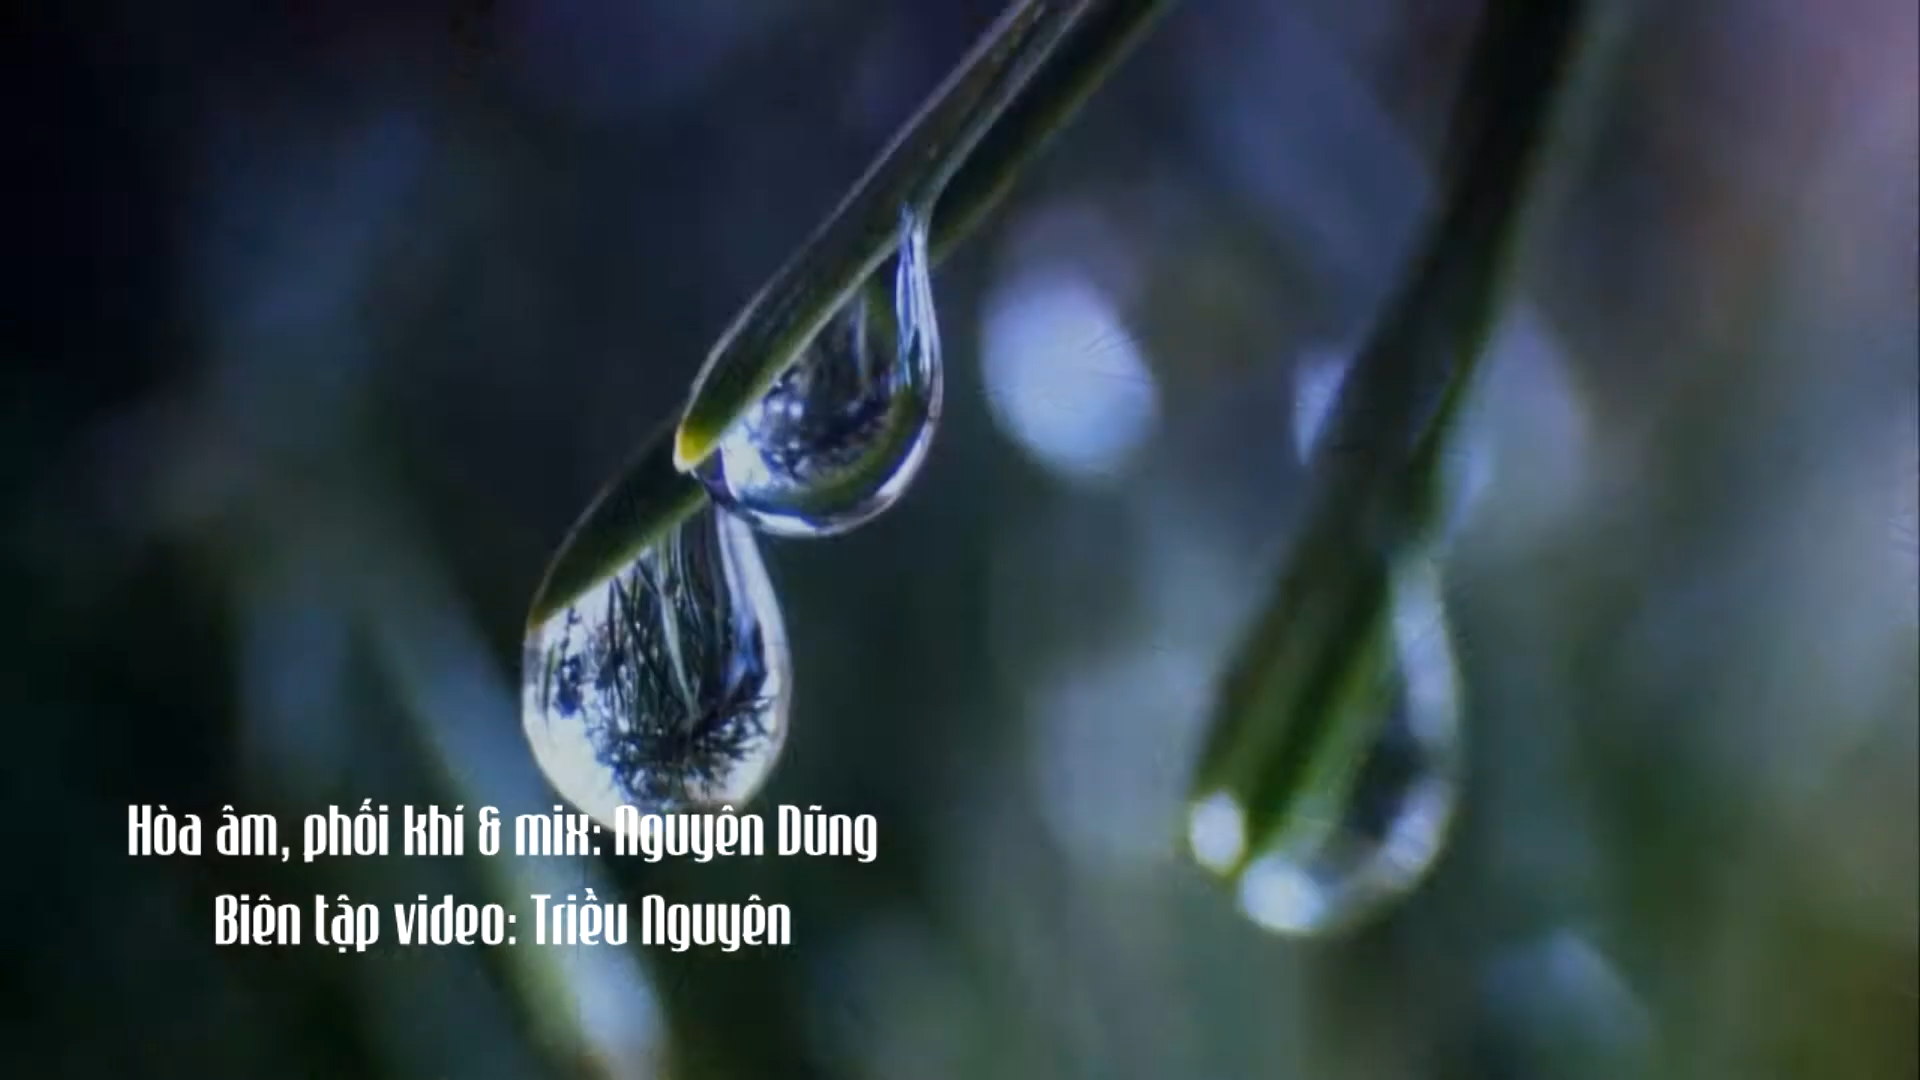 Hòa âm, phối khí & mix: Nguyên Dũng
Biên tập video: Triều Nguyên